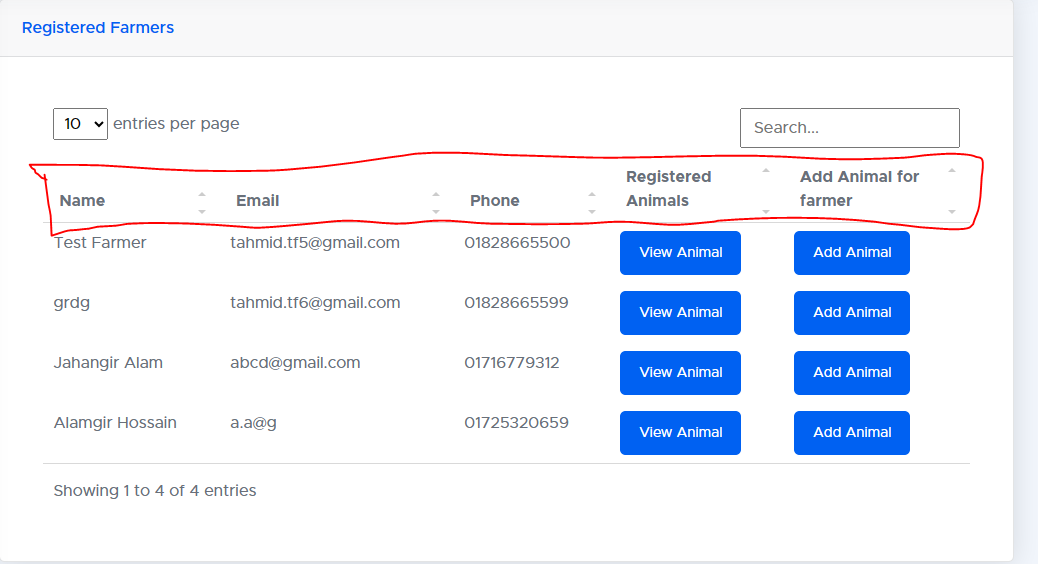 Registered Farmers
10 entries per page
Search...
Name Email Phone Registered Animals Add Animal for farmer
Test Farmer tahmid.tf5@gmail.com 01828665500 View Animal Add Animal
grdg tahmid.tf6@gmail.com 01828665599 View Animal Add Animal
Jahangir Alam abcd@gmail.com 01716779312 View Animal Add Animal
Alamgir Hossain a.a@g 01725320659 View Animal Add Animal
Showing 1 to 4 of 4 entries